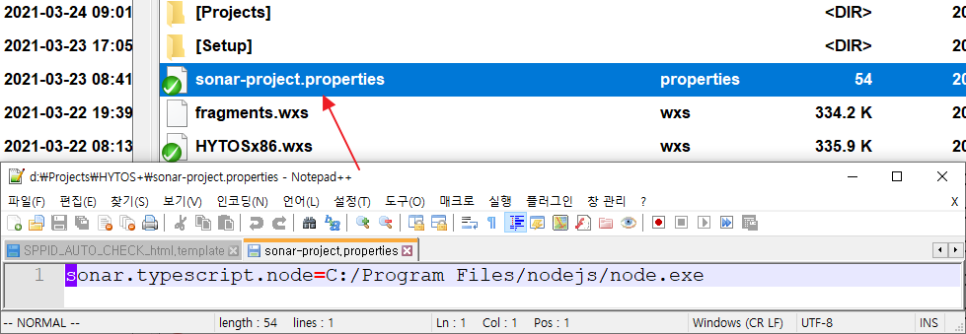 2021-03-24 09:01 [Projects] <DIR> 20
2021-03-23 17:05 [Setup] <DIR> 20
2021-03-23 08:41 sonar-project.properties properties 54 20
2021-03-22 19:39 fragments.wxs wxs 334.2 K 20
2021-03-22 08:13 HYTOSx86.wxs wxs 335.9 K 20
d:₩Projects₩HYTOS+₩sonar-project.properties - Notepad++
파일(F) 편집(E) 찾기(S) 보기(V) 인코딩(N) 언어(L) 설정(T) 도구(O) 매크로 실행 플러그인 창 관리 ? X
SPPID_AUTO_CHECK_html.template sonar-project.properties
1 sonar.typescript.node=C:/Program Files/nodejs/node.exe
-- NORMAL -- length : 54 lines : 1 Ln : 1 Col : 1 Pos : 1 Windows (CR LF) UTF-8 INS